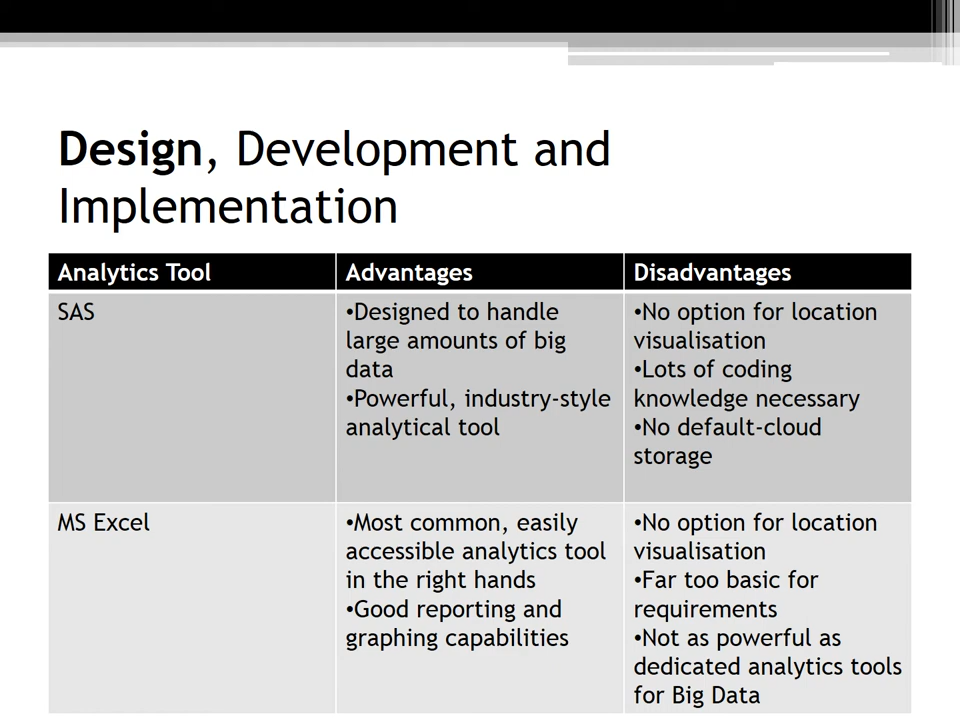 Design, Development and
Implementation
Analytics Tool
Advantages
Disadvantages
SAS
•Designed to handle
large amounts of big
data
•Powerful, industry-style
analytical tool
•No option for location
visualisation
•Lots of coding
knowledge necessary
•No default-cloud
storage
MS Excel
•Most common, easily
accessible analytics tool
in the right hands
•Good reporting and
graphing capabilities
•No option for location
visualisation
•Far too basic for
requirements
•Not as powerful as
dedicated analytics tools
for Big Data